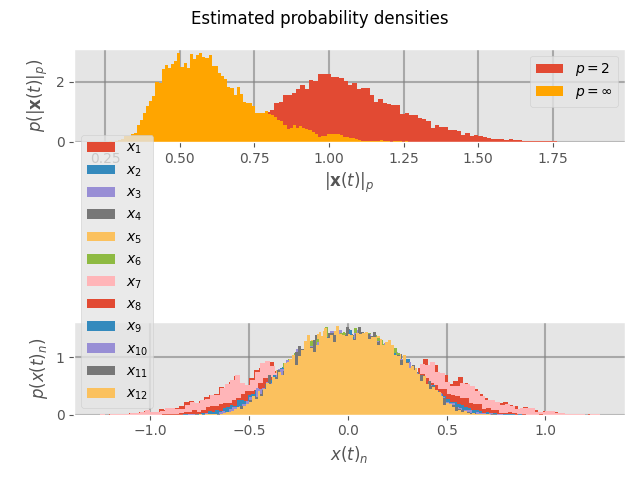 Estimated probability densities
p(|x(t)|ₚ)
2
0
p = 2
p = ∞
0.25 0.50 0.75 1.00 1.25 1.50 1.75
|x(t)|ₚ
x₁
x₂
x₃
x₄
x₅
x₆
x₇
x₈
x₉
x₁₀
x₁₁
x₁₂
p(x(t)ₙ)
1
0
−1.0 −0.5 0.0 0.5 1.0
x(t)ₙ